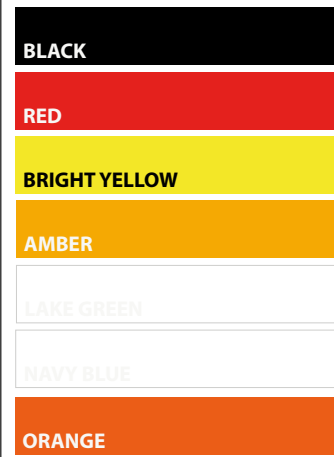 BLACK
RED
BRIGHT YELLOW
AMBER
LAKE GREEN
NAVY BLUE
ORANGE